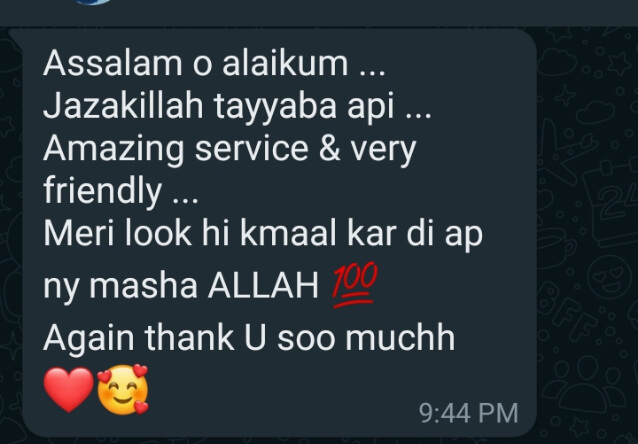 Assalam o alaikum ...
Jazakillah tayyaba api ...
Amazing service & very
friendly ...
Meri look hi kmaal kar di ap
ny masha ALLAH 💯
Again thank U soo muchh
❤️🥰
9:44 PM